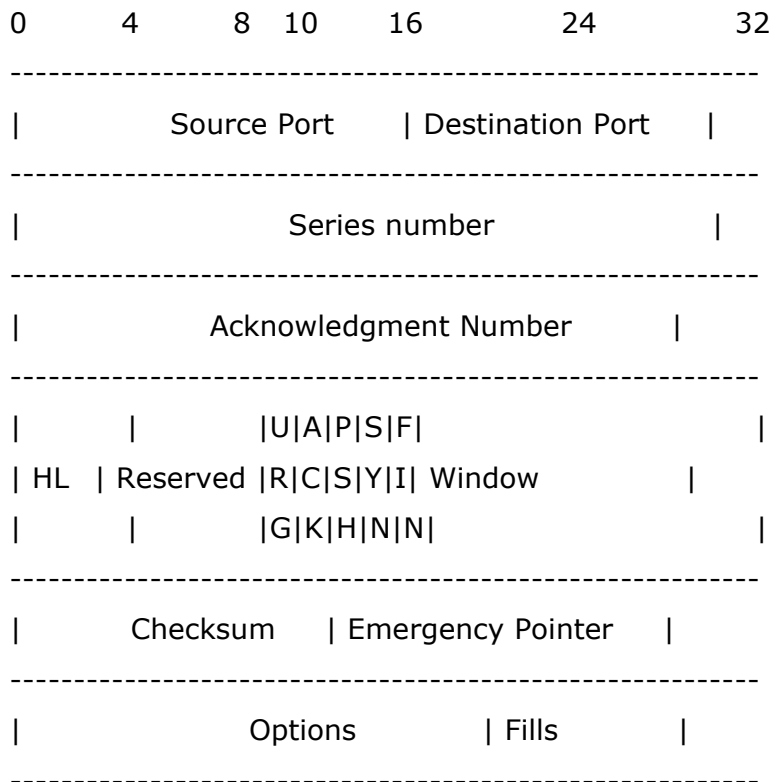 0 4 8 10 16 24 32
-----------------------------------------------------------
| Source Port | Destination Port |
-----------------------------------------------------------
| Series number |
-----------------------------------------------------------
| Acknowledgment Number |
-----------------------------------------------------------
| | |U|A|P|S|F| |
| HL | Reserved |R|C|S|Y|I| Window |
| | |G|K|H|N|N| |
-----------------------------------------------------------
| Checksum | Emergency Pointer |
-----------------------------------------------------------
| Options | Fills |
-----------------------------------------------------------